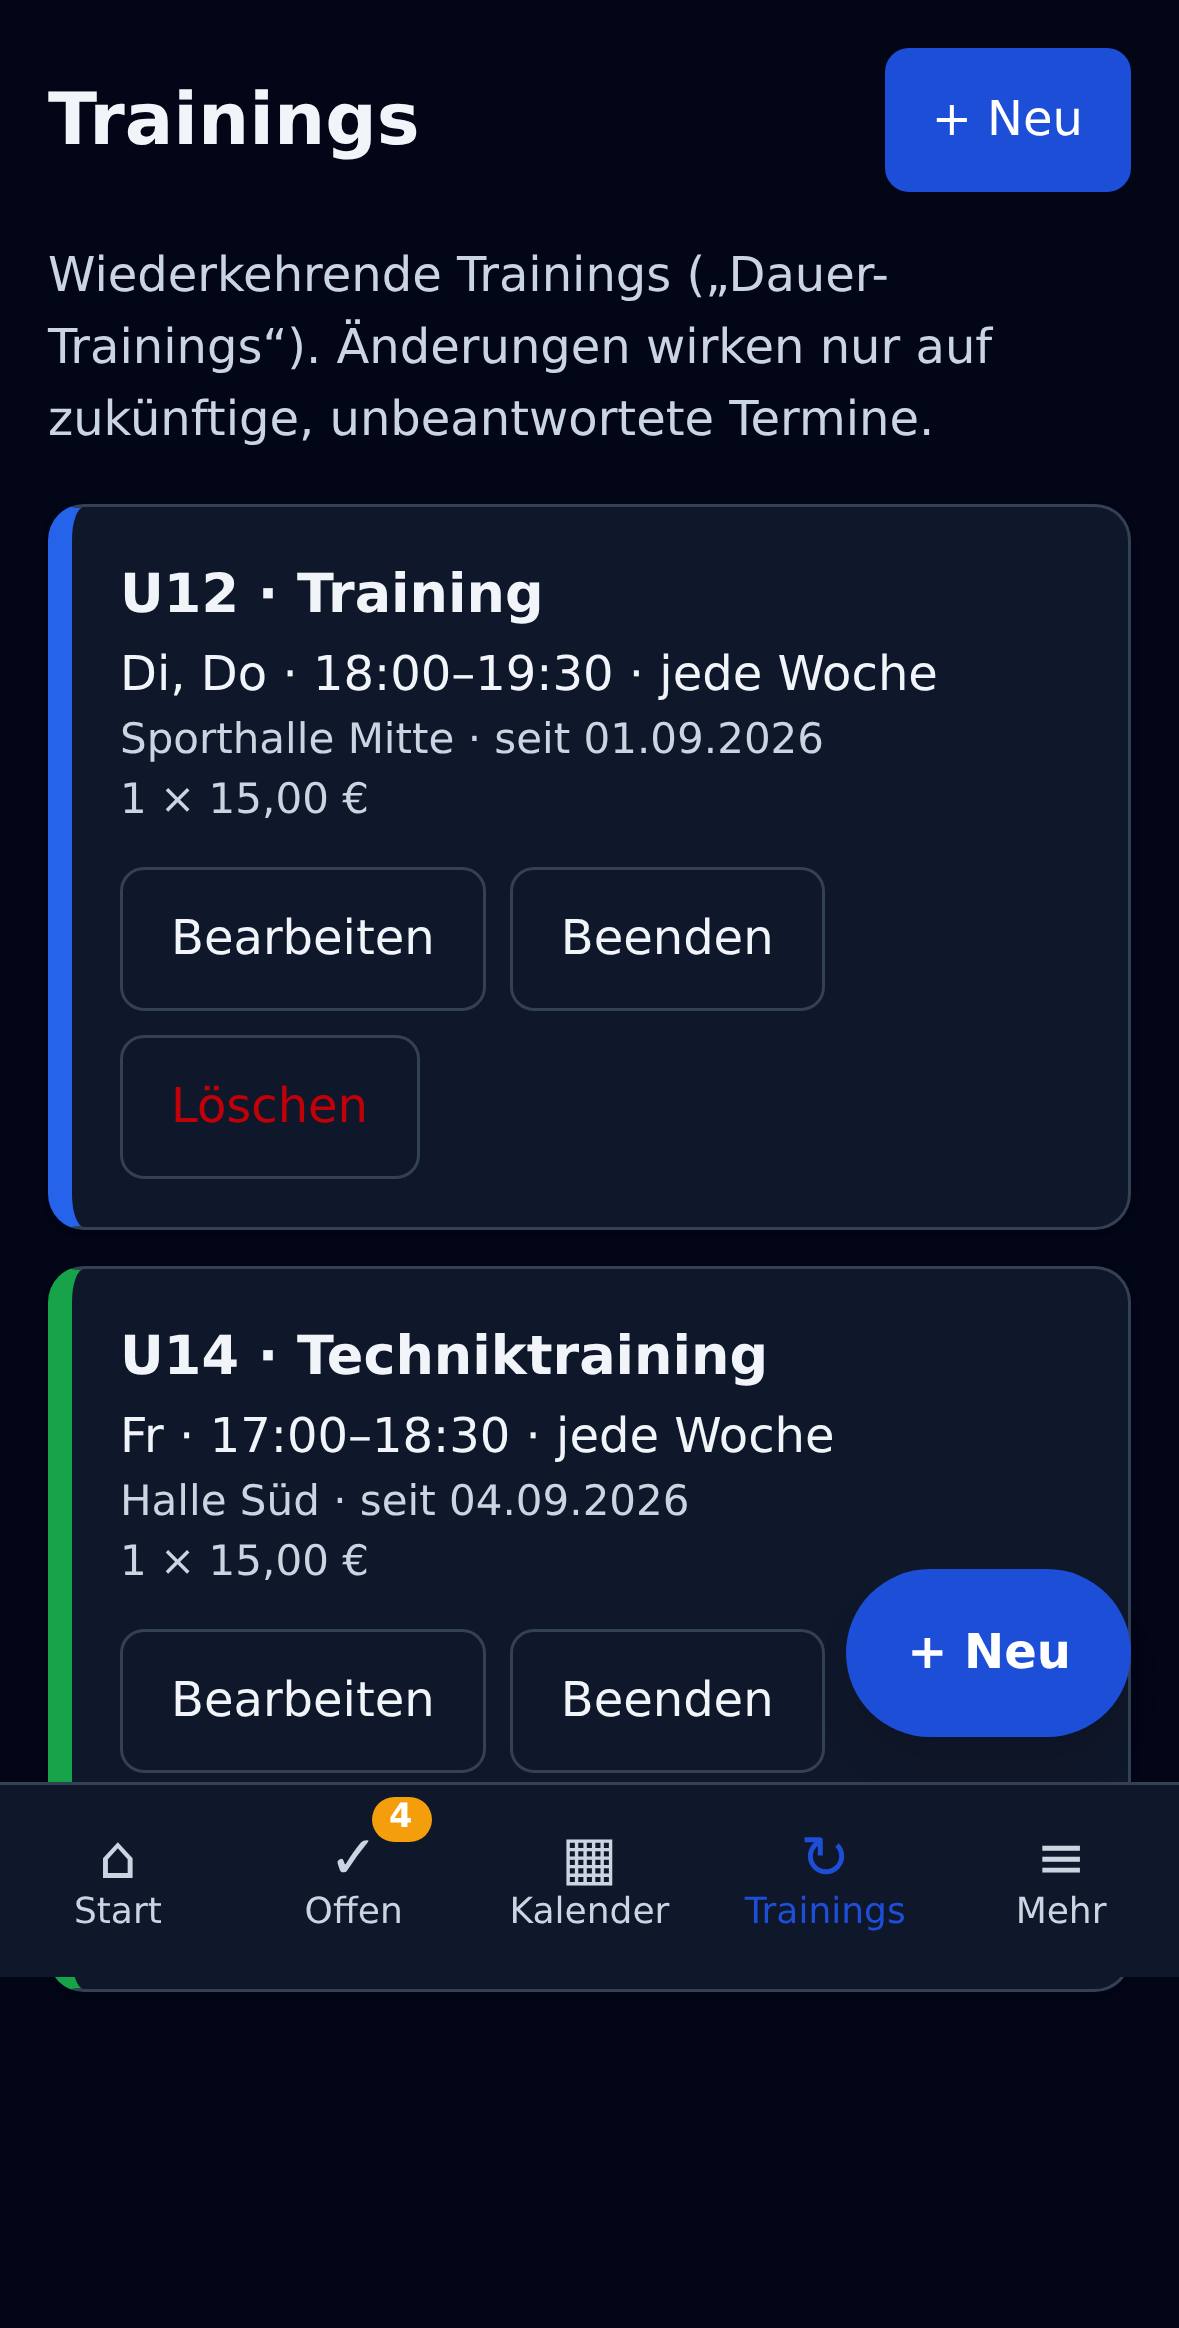 Trainings
+ Neu
Wiederkehrende Trainings („Dauer-
Trainings“). Änderungen wirken nur auf
zukünftige, unbeantwortete Termine.
U12 · Training
Di, Do · 18:00–19:30 · jede Woche
Sporthalle Mitte · seit 01.09.2026
1 × 15,00 €
Bearbeiten
Beenden
Löschen
U14 · Techniktraining
Fr · 17:00–18:30 · jede Woche
Halle Süd · seit 04.09.2026
1 × 15,00 €
Bearbeiten
Beenden
+ Neu
4
Start
Offen
Kalender
Trainings
Mehr